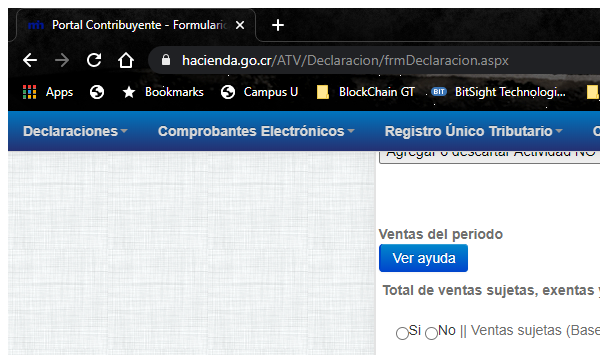 Portal Contribuyente - Formulario
hacienda.go.cr/ATV/Declaracion/frmDeclaracion.aspx
Apps Bookmarks Campus U BlockChain GT BIT BitSight Technologi...
Declaraciones Comprobantes Electrónicos Registro Único Tributario
Agregar o descartar Actividad NO
Ventas del periodo
Ver ayuda
Total de ventas sujetas, exentas y
Si No || Ventas sujetas (Base